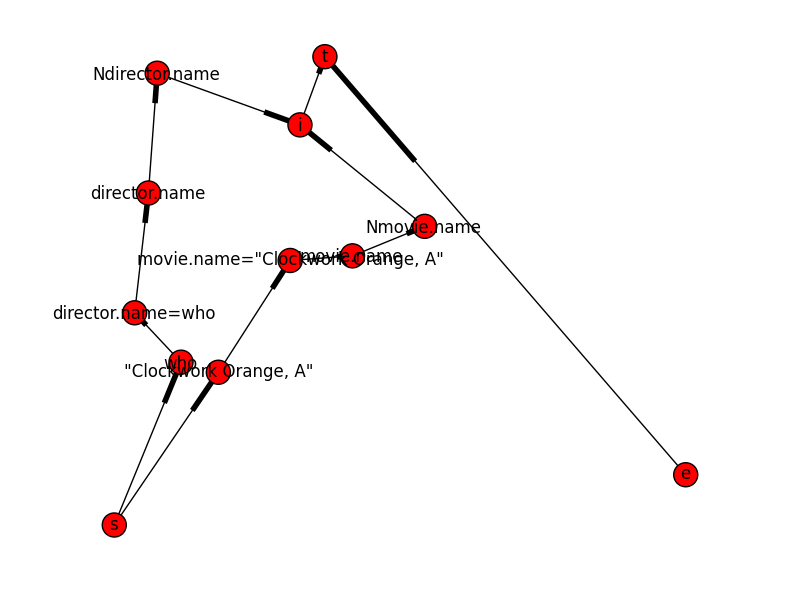 t
Ndirector.name
i
director.name
Nmovie.name
movie.name
movie.name="Clockwork Orange, A"
director.name=who
who
"Clockwork Orange, A"
e
s